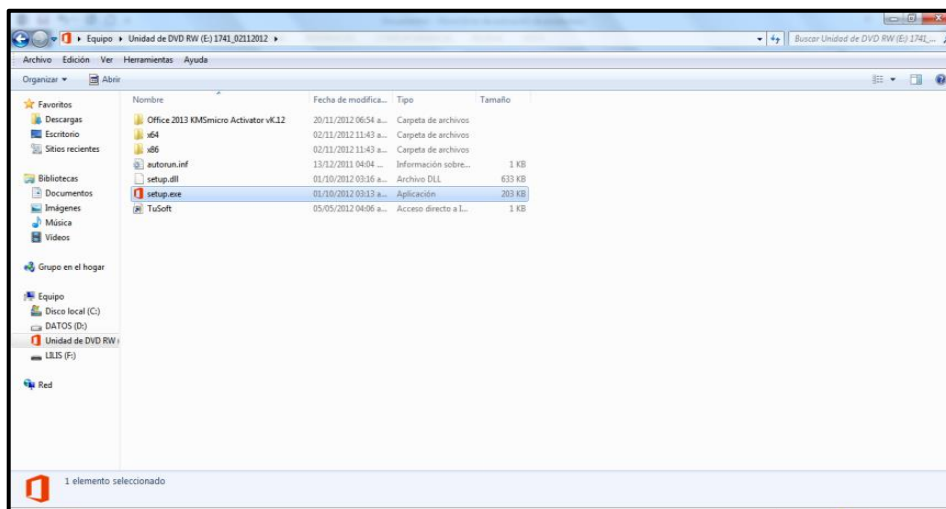 Equipo ▸ Unidad de DVD RW (E:) 1741_02112012 ▸
Buscar Unidad de DVD RW (E:) 1741_...
Archivo Edición Ver Herramientas Ayuda
Organizar Abrir
Nombre Fecha de modifica... Tipo Tamaño
Favoritos
Descargas
Escritorio
Sitios recientes
Bibliotecas
Documentos
Imágenes
Música
Videos
Grupo en el hogar
Equipo
Disco local (C:)
DATOS (D:)
Unidad de DVD RW (
LILIS (F:)
Red
Office 2013 KMSmicro Activator vK.12 20/11/2012 06:54 a... Carpeta de archivos
x64 02/11/2012 11:43 a... Carpeta de archivos
x86 02/11/2012 11:43 a... Carpeta de archivos
autorun.inf 13/12/2011 04:04 ... Información sobre... 1 KB
setup.dll 01/10/2012 03:16 a... Archivo DLL 633 KB
setup.exe 01/10/2012 03:13 a... Aplicación 203 KB
TuSoft 05/05/2012 04:06 a... Acceso directo a I... 1 KB
1 elemento seleccionado